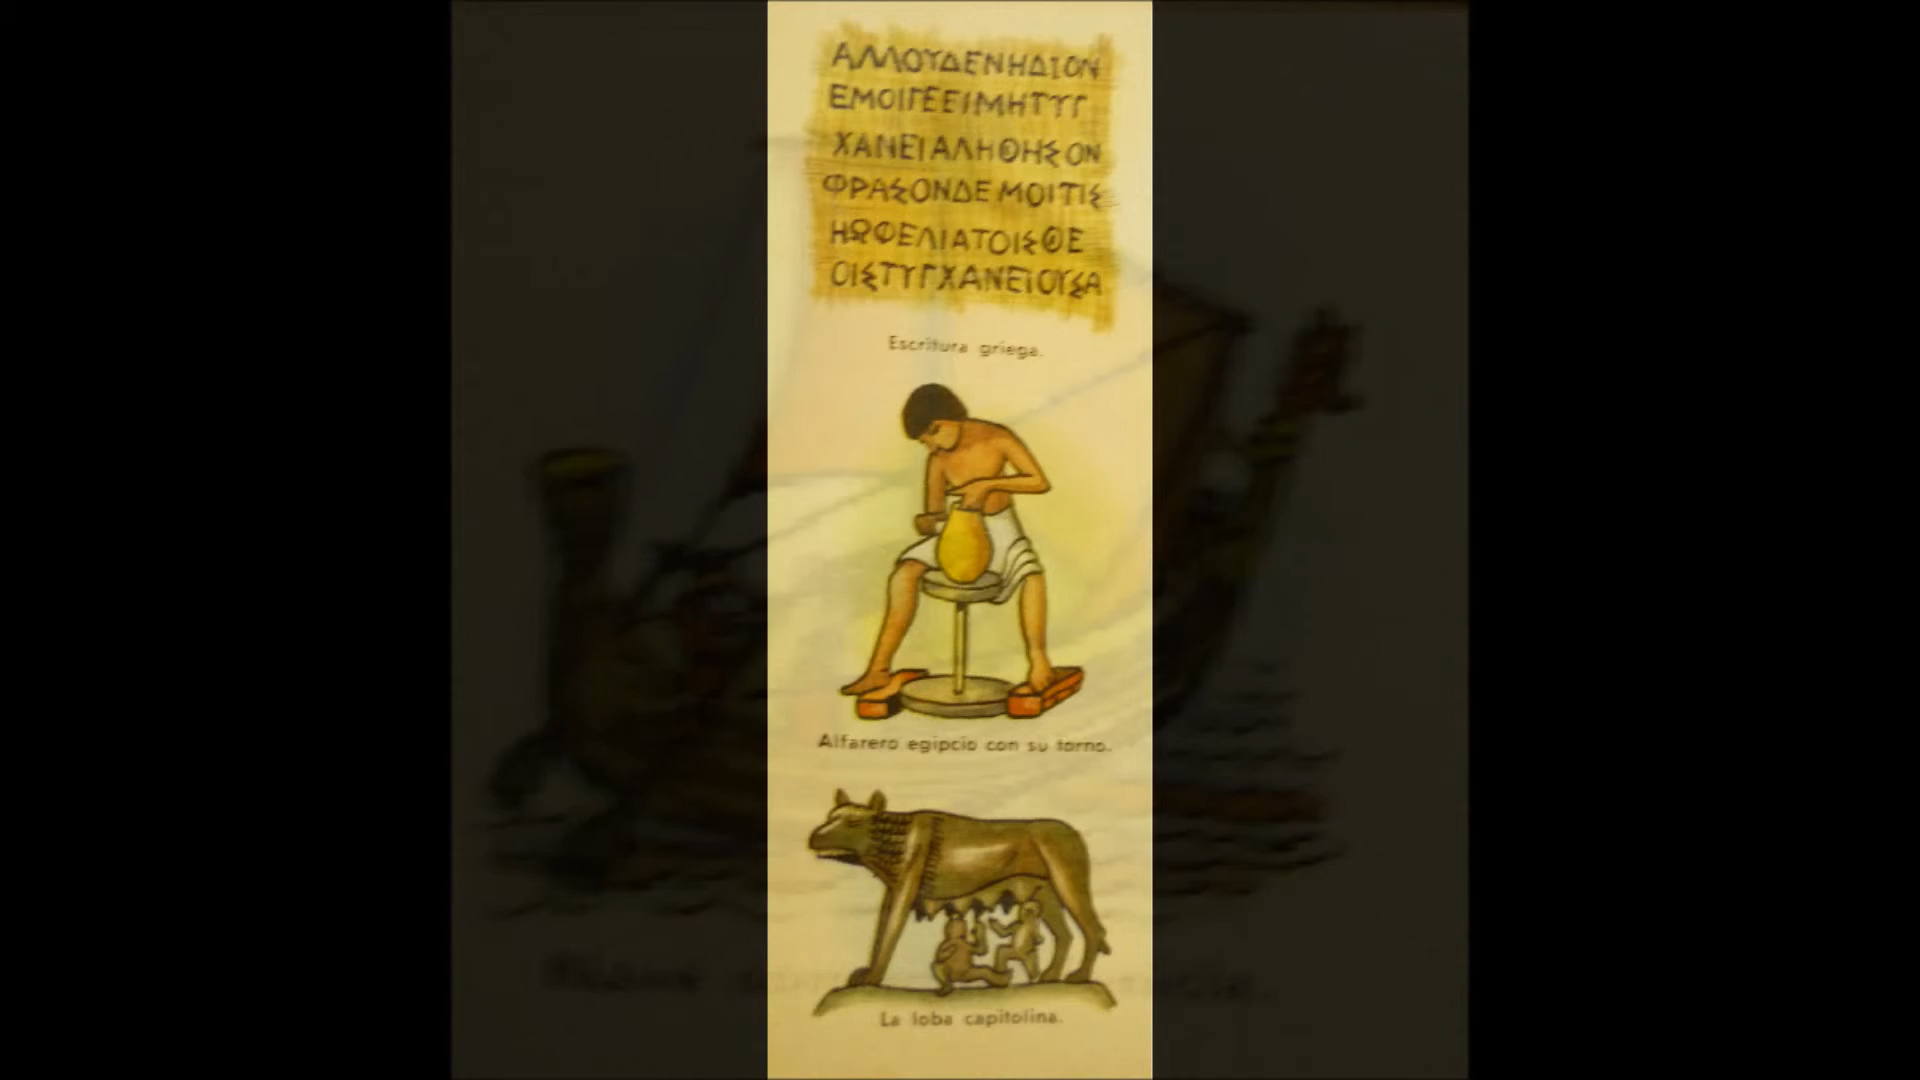 ΑΛΛΟΥΔΕΝΗΔΙΟΝ
ΕΜΟΙΓΕΕΙΜΗΤΥΓ
ΧΑΝΕΙΑΛΗΘΗΣΟΝ
ΦΡΑΣΟΝΔΕΜΟΙΤΙΣ
ΗΩΦΕΛΙΑΤΟΙΣΘΕ
ΟΙΣΤΥΓΧΑΝΕΙΟΥΣΑ
Escritura griega.
Alfarero egipcio con su torno.
La loba capitolina.